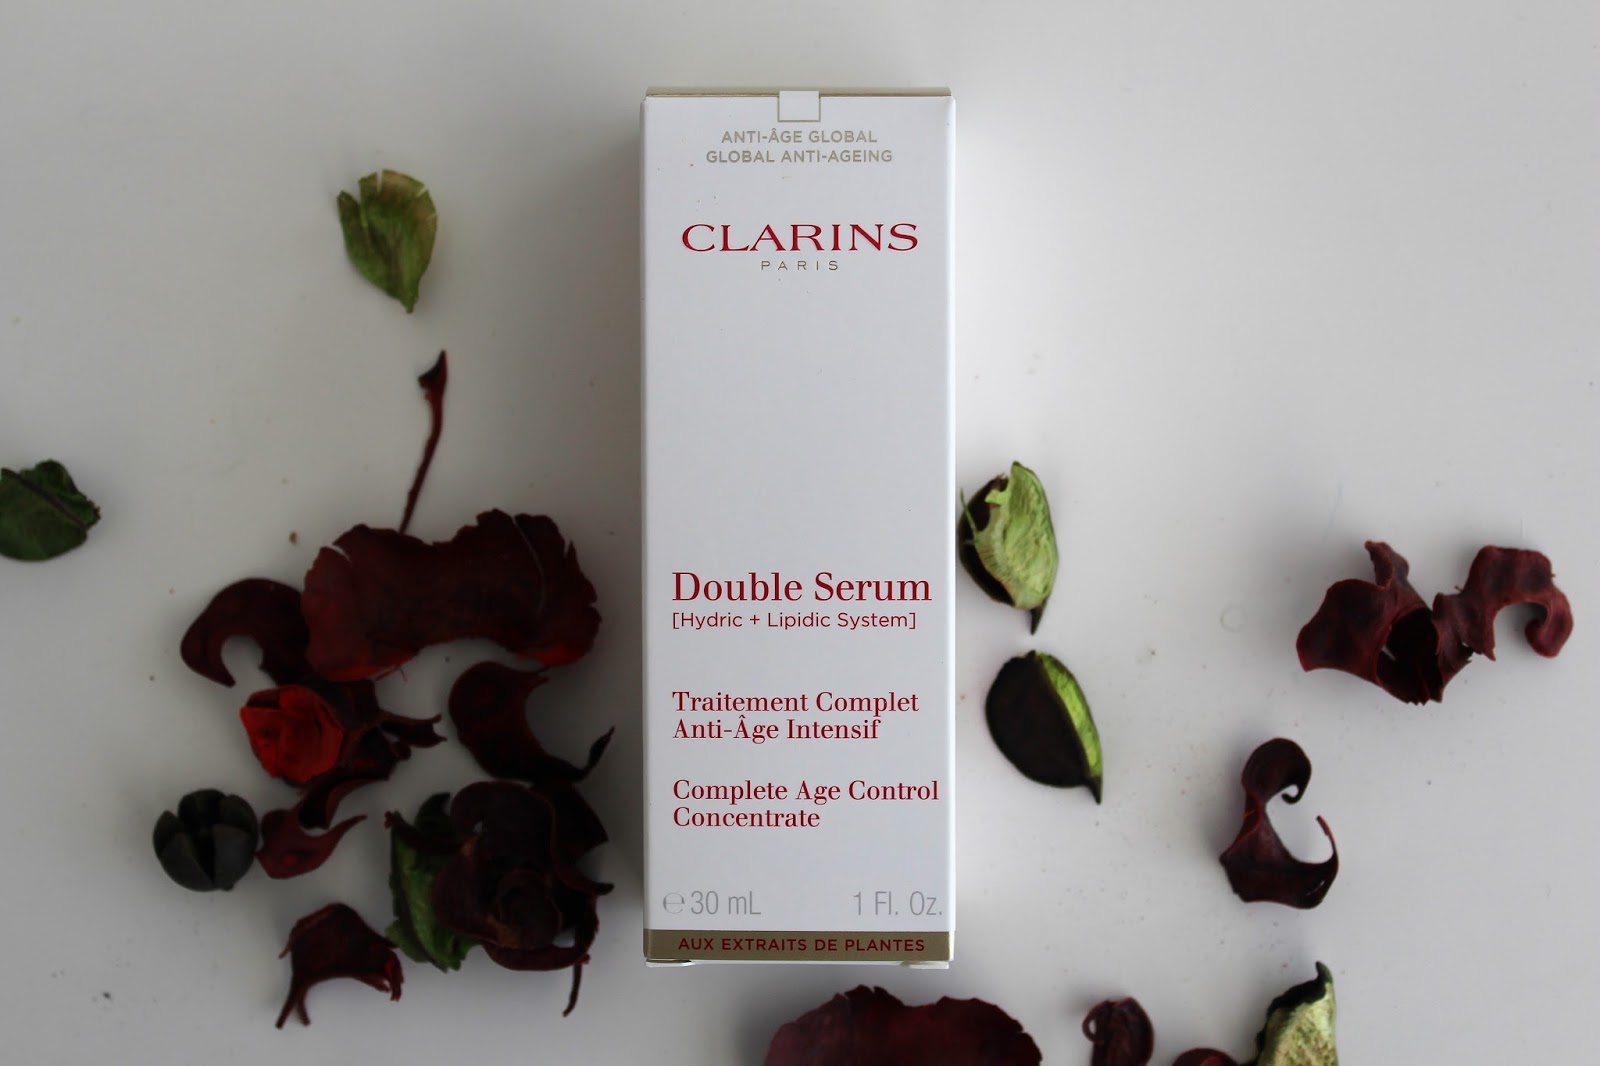 ANTI-ÂGE GLOBAL
GLOBAL ANTI-AGEING
CLARINS
PARIS
Double Serum
[Hydric + Lipidic System]
Traitement Complet
Anti-Âge Intensif
Complete Age Control
Concentrate
℮ 30 mL 1 Fl. Oz.
AUX EXTRAITS DE PLANTES